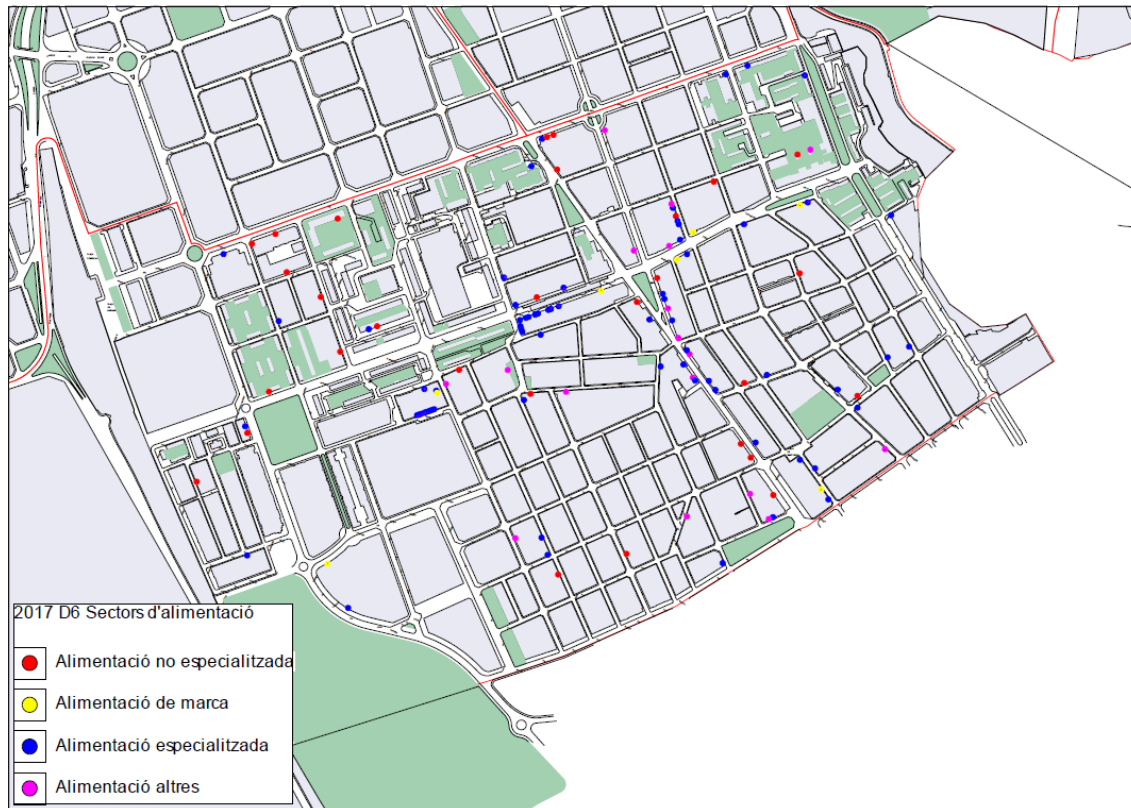 2017 D6 Sectors d'alimentació
Alimentació no especialitzada
Alimentació de marca
Alimentació especialitzada
Alimentació altres